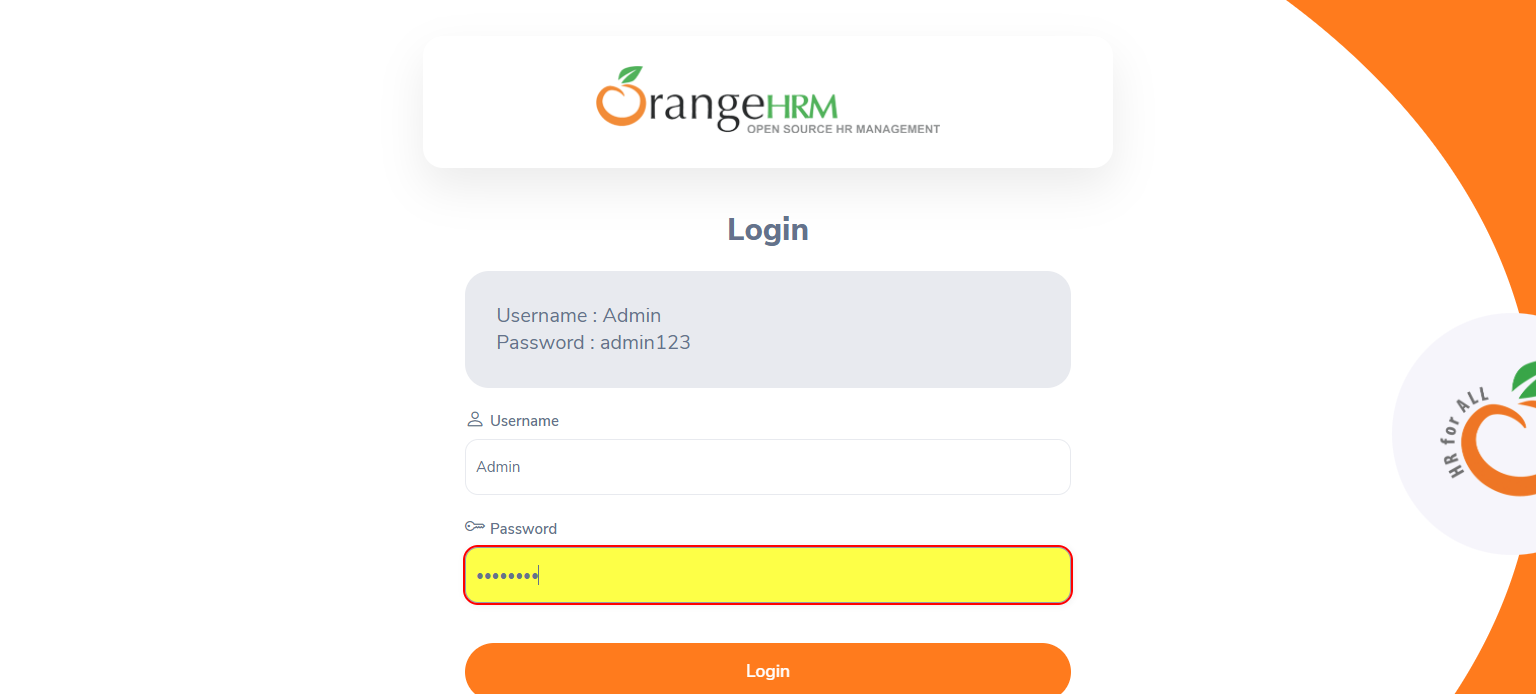 OrangeHRM
OPEN SOURCE HR MANAGEMENT
Login
Username : Admin
Password : admin123
Username
Admin
Password
••••••••
Login
HR for ALL